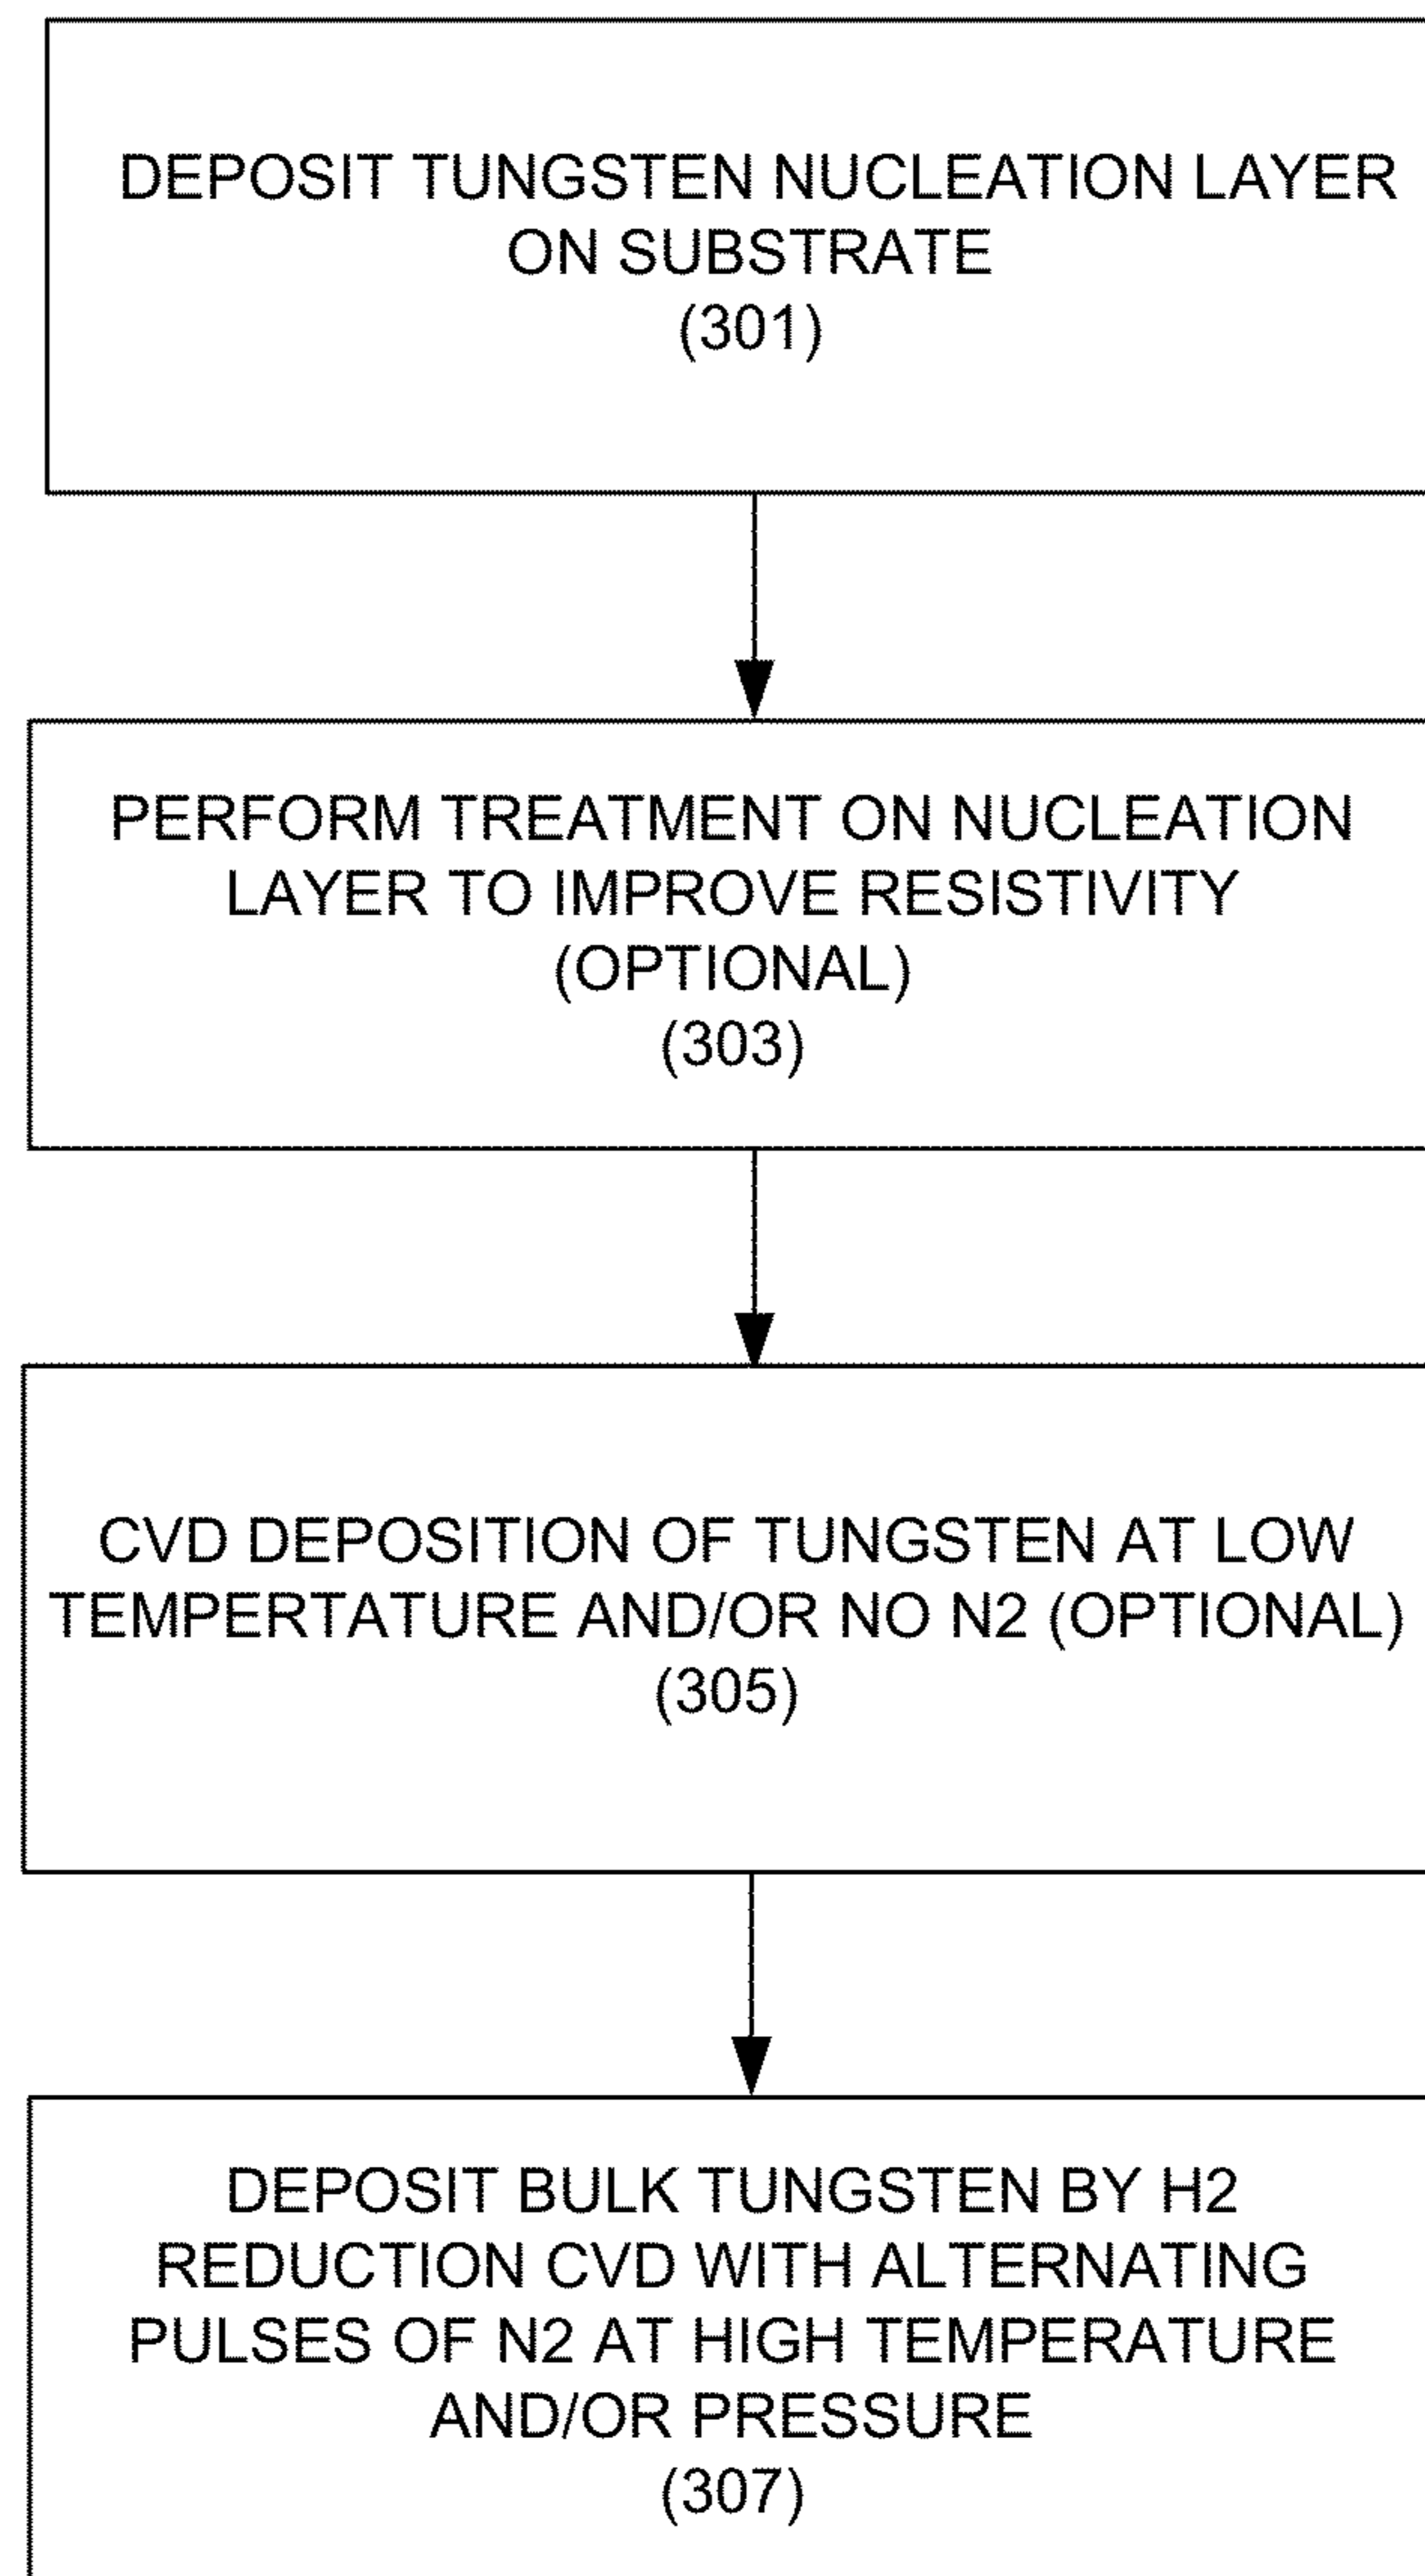 DEPOSIT TUNGSTEN NUCLEATION LAYER
ON SUBSTRATE
(301)
PERFORM TREATMENT ON NUCLEATION
LAYER TO IMPROVE RESISTIVITY
(OPTIONAL)
(303)
CVD DEPOSITION OF TUNGSTEN AT LOW
TEMPERTATURE AND/OR NO N2 (OPTIONAL)
(305)
DEPOSIT BULK TUNGSTEN BY H2
REDUCTION CVD WITH ALTERNATING
PULSES OF N2 AT HIGH TEMPERATURE
AND/OR PRESSURE
(307)